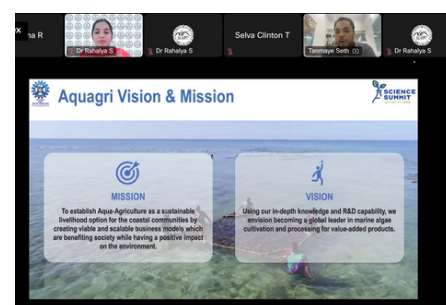 na R
Dr Rahalya S
Dr Rahalya S
Selva Clinton T
Tanmaye Seth
Dr Rahalya S
Aquagri Vision & Mission
SCIENCE
SUMMIT
MISSION
To establish Aqua-Agriculture as a sustainable
livelihood option for the coastal communities by
creating viable and scalable business models which
are benefiting society while having a positive impact
on the environment.
VISION
Using our in-depth knowledge and R&D capability, we
envision becoming a global leader in marine algae
cultivation and processing for value-added products.